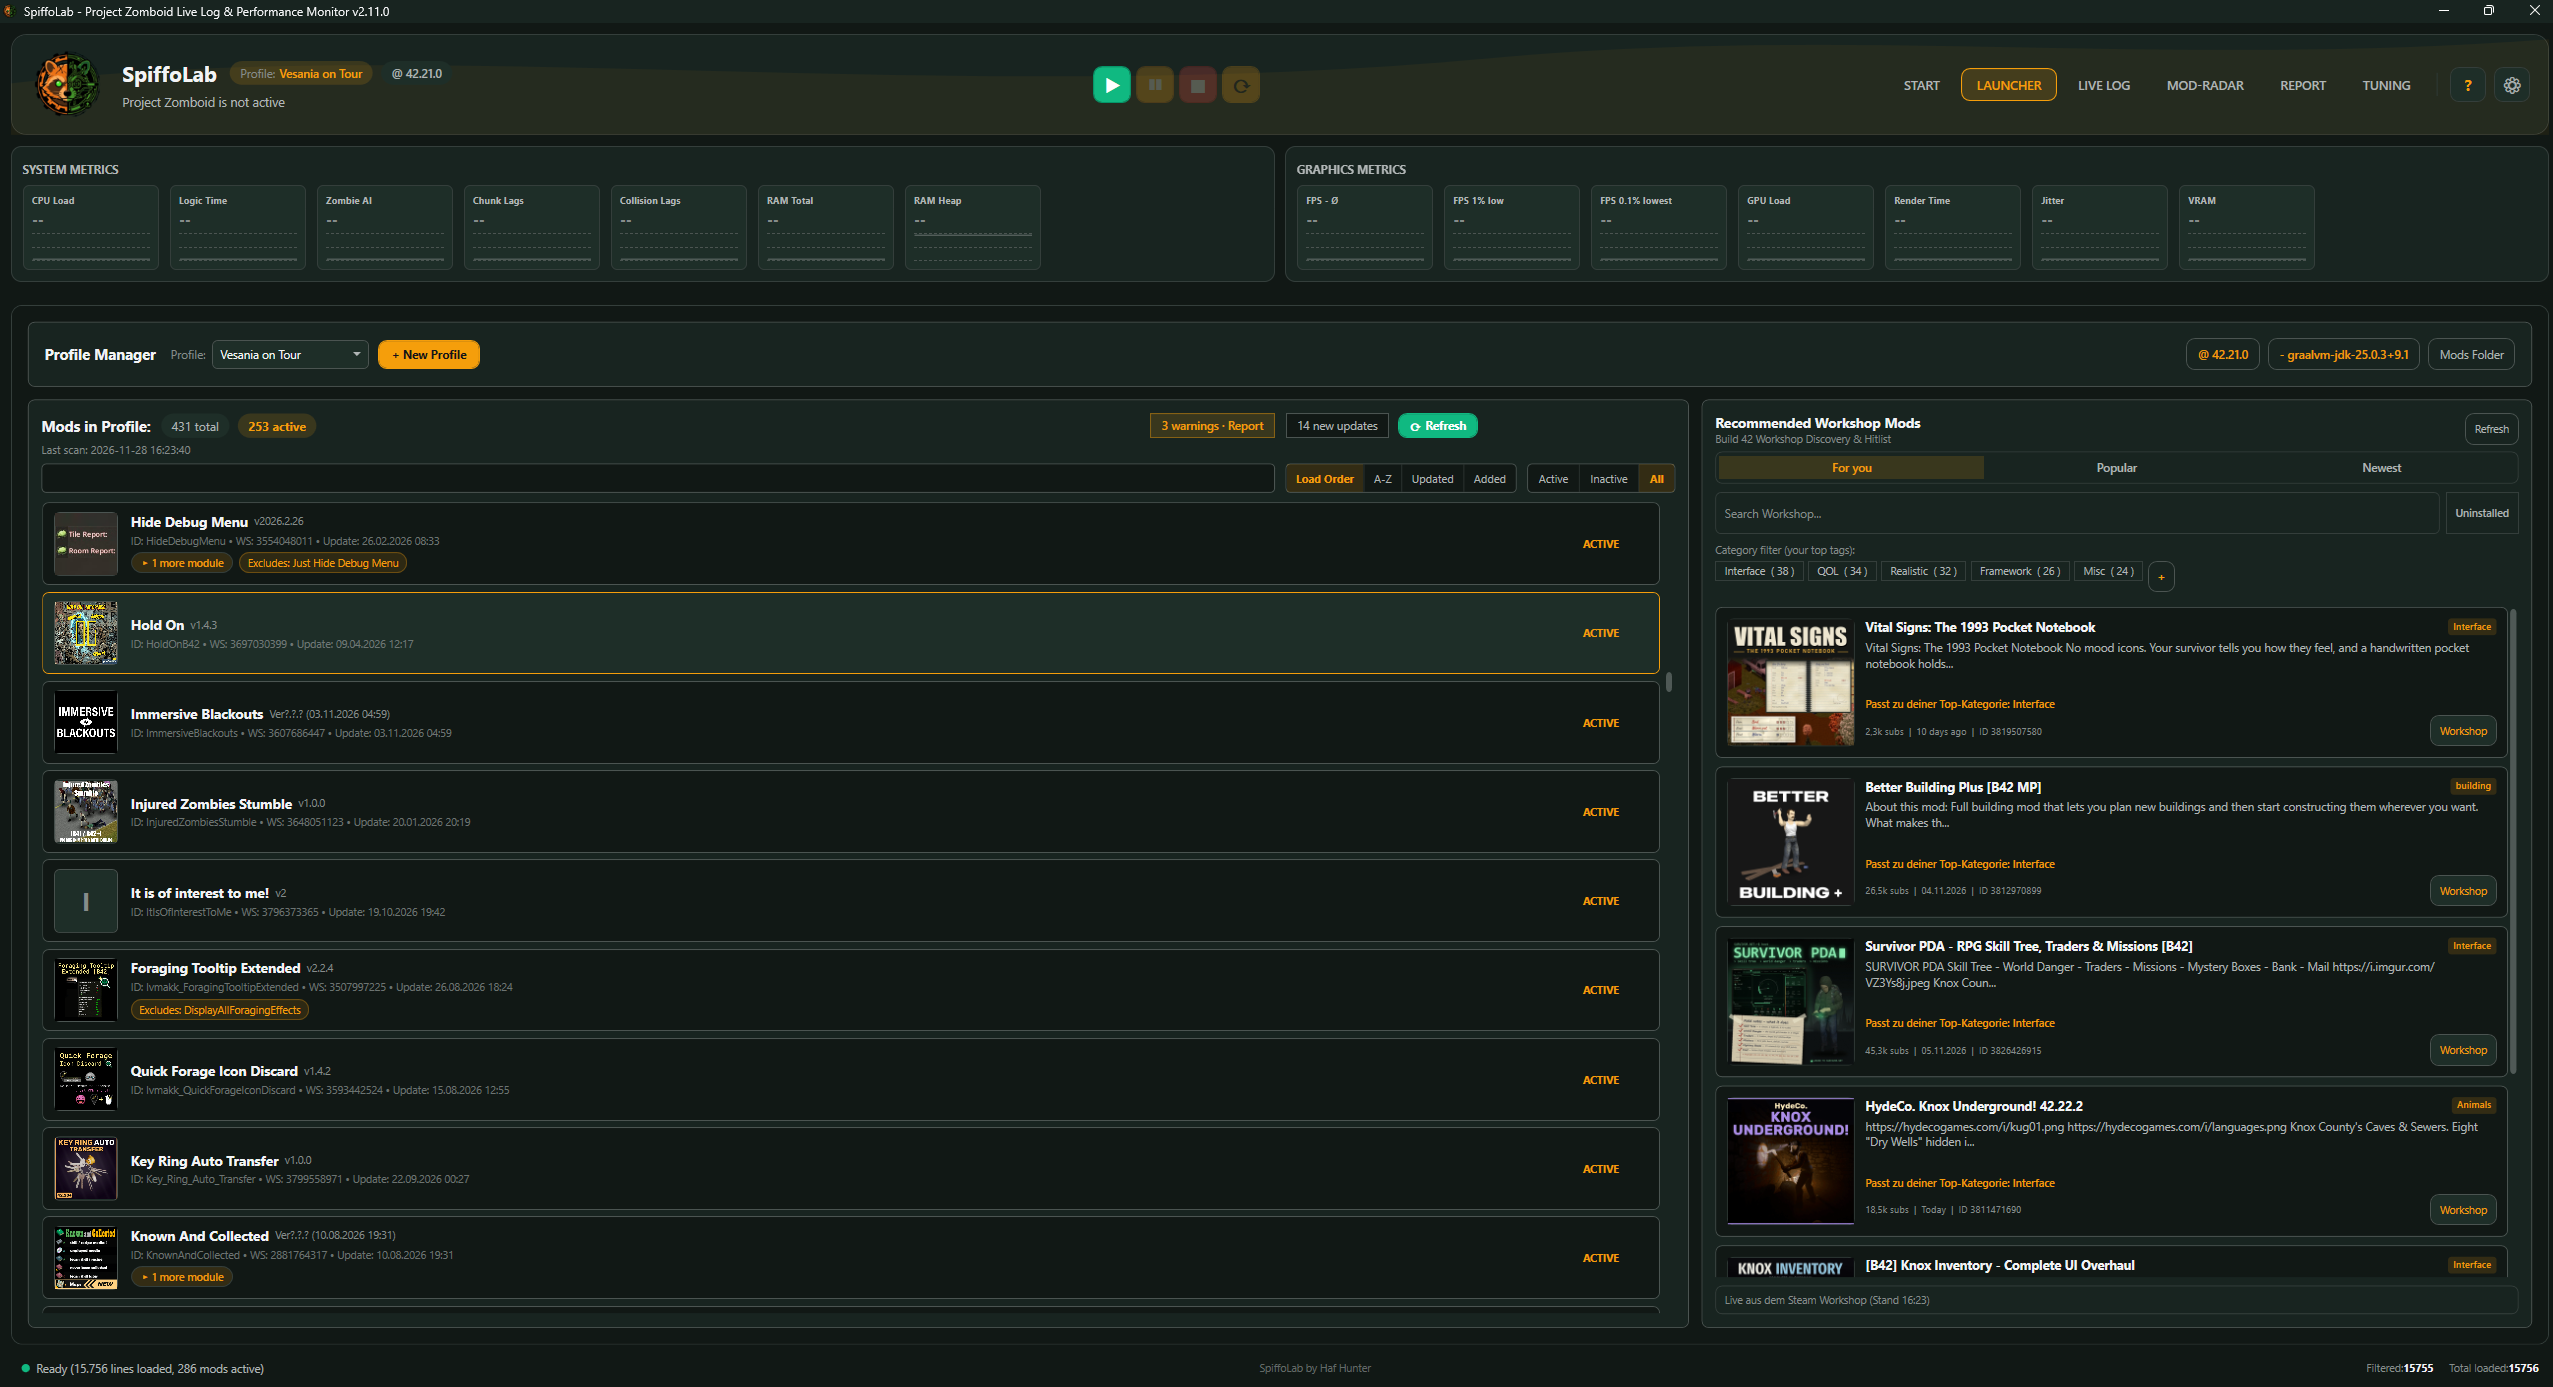 SpiffoLab - Project Zomboid Live Log & Performance Monitor v2.11.0
SpiffoLab Profile: Vesania on Tour @ 42.21.0
Project Zomboid is not active
START LAUNCHER LIVE LOG MOD-RADAR REPORT TUNING ?
SYSTEM METRICS
CPU Load Logic Time Zombie AI Chunk Lags Collision Lags RAM Total RAM Heap
-- -- -- -- -- -- --
GRAPHICS METRICS
FPS - Ø FPS 1% low FPS 0.1% lowest GPU Load Render Time Jitter VRAM
-- -- -- -- -- -- --
Profile Manager Profile: Vesania on Tour + New Profile @ 42.21.0 - graalvm-jdk-25.0.3+9.1 Mods Folder
Mods in Profile: 431 total 253 active 3 warnings · Report 14 new updates Refresh
Last scan: 2026-11-28 16:23:40
Load Order A-Z Updated Added Active Inactive All
Tile Report:
Room Report:
Hide Debug Menu v2026.2.26
ID: HideDebugMenu • WS: 3554048011 • Update: 26.02.2026 08:33
1 more module Excludes: Just Hide Debug Menu
ACTIVE
Hold On v1.4.3
ID: HoldOnB42 • WS: 3697030399 • Update: 09.04.2026 12:17
ACTIVE
IMMERSIVE
BLACKOUTS
Immersive Blackouts Ver?.?.? (03.11.2026 04:59)
ID: ImmersiveBlackouts • WS: 3607686447 • Update: 03.11.2026 04:59
ACTIVE
Injured Zombies
Stumble
Injured Zombies Stumble v1.0.0
ID: InjuredZombiesStumble • WS: 3648051123 • Update: 20.01.2026 20:19
ACTIVE
I
It is of interest to me! v2
ID: ItIsOfInterestToMe • WS: 3796373365 • Update: 19.10.2026 19:42
ACTIVE
Foraging Tooltip
Extended [B42]
Foraging Tooltip Extended v2.2.4
ID: lvmakk_ForagingTooltipExtended • WS: 3507997225 • Update: 26.08.2026 18:24
Excludes: DisplayAllForagingEffects
ACTIVE
Quick Forage
Icon Discard
Quick Forage Icon Discard v1.4.2
ID: lvmakk_QuickForageIconDiscard • WS: 3593442524 • Update: 15.08.2026 12:55
ACTIVE
KEY RING AUTO
TRANSFER
Key Ring Auto Transfer v1.0.0
ID: Key_Ring_Auto_Transfer • WS: 3799558971 • Update: 22.09.2026 00:27
ACTIVE
Known and Collected
NEW
Known And Collected Ver?.?.? (10.08.2026 19:31)
ID: KnownAndCollected • WS: 2881764317 • Update: 10.08.2026 19:31
1 more module
ACTIVE
Recommended Workshop Mods
Build 42 Workshop Discovery & Hitlist
Refresh
For you Popular Newest
Search Workshop... Uninstalled
Category filter (your top tags):
Interface (38) QOL (34) Realistic (32) Framework (26) Misc (24) +
VITAL SIGNS
THE 1993 POCKET NOTEBOOK
Vital Signs: The 1993 Pocket Notebook Interface
Vital Signs: The 1993 Pocket Notebook No mood icons. Your survivor tells you how they feel, and a handwritten pocket
notebook holds...
Passt zu deiner Top-Kategorie: Interface
2,3k subs | 10 days ago | ID 3819507580 Workshop
BETTER
BUILDING +
Better Building Plus [B42 MP] building
About this mod: Full building mod that lets you plan new buildings and then start constructing them wherever you want.
What makes th...
Passt zu deiner Top-Kategorie: Interface
26,5k subs | 04.11.2026 | ID 3812970899 Workshop
SURVIVOR PDA
Survivor PDA - RPG Skill Tree, Traders & Missions [B42] Interface
SURVIVOR PDA Skill Tree - World Danger - Traders - Missions - Mystery Boxes - Bank - Mail https://i.imgur.com/
VZ3Ys8j.jpeg Knox Coun...
Passt zu deiner Top-Kategorie: Interface
45,3k subs | 05.11.2026 | ID 3826426915 Workshop
HydeCo.
KNOX
UNDERGROUND!
HydeCo. Knox Underground! 42.22.2 Animals
https://hydecogames.com/i/kug01.png https://hydecogames.com/i/languages.png Knox County's Caves & Sewers. Eight
"Dry Wells" hidden i...
Passt zu deiner Top-Kategorie: Interface
18,5k subs | Today | ID 3811471690 Workshop
KNOX INVENTORY
[B42] Knox Inventory - Complete UI Overhaul Interface
Live aus dem Steam Workshop (Stand 16:23)
Ready (15.756 lines loaded, 286 mods active) SpiffoLab by Haf Hunter Filtered:15755 Total loaded:15756